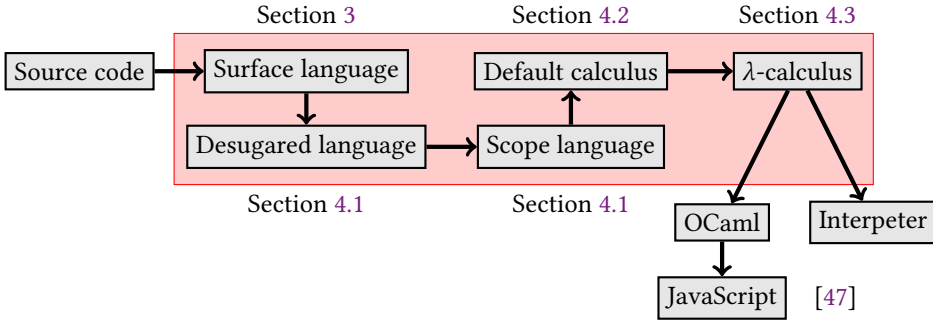 Section 3
Section 4.2
Section 4.3
Source code
Surface language
Default calculus
λ-calculus
Desugared language
Scope language
Section 4.1
Section 4.1
OCaml
Interpeter
JavaScript
[47]